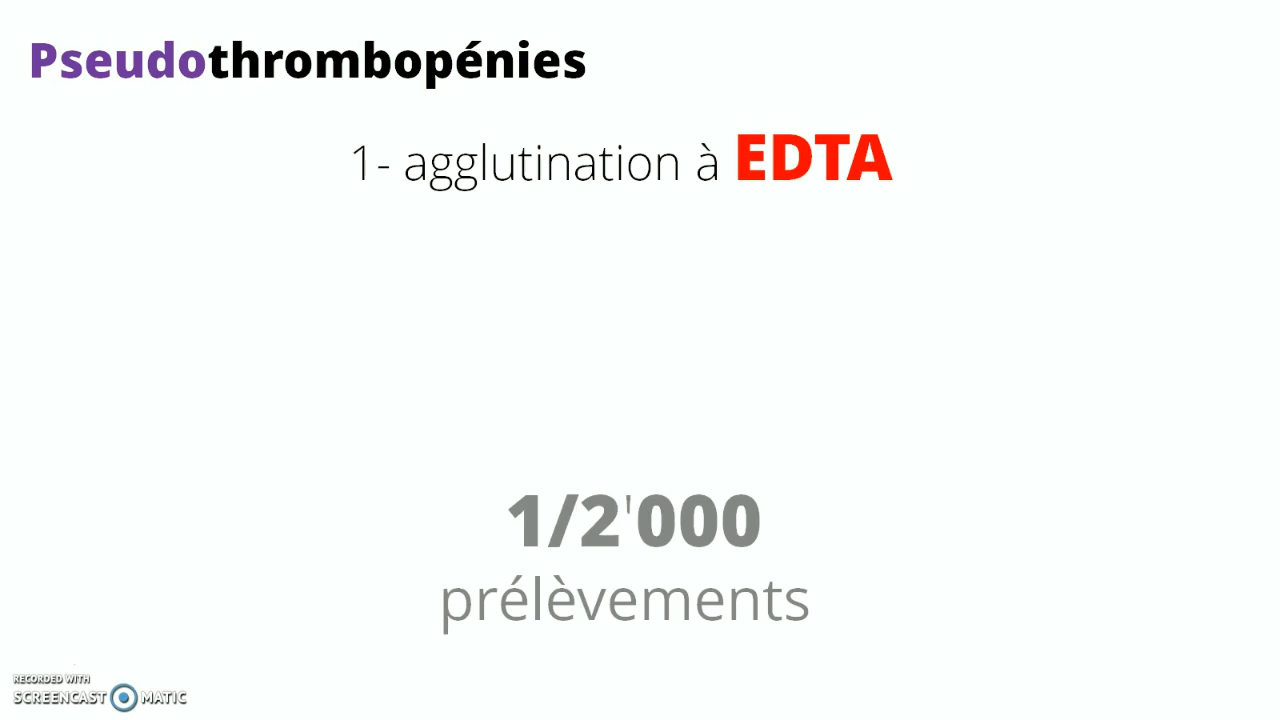 Pseudothrombopénies
1- agglutination à EDTA
1/2'000
prélèvements
RECORDED WITH
SCREENCAST MATIC